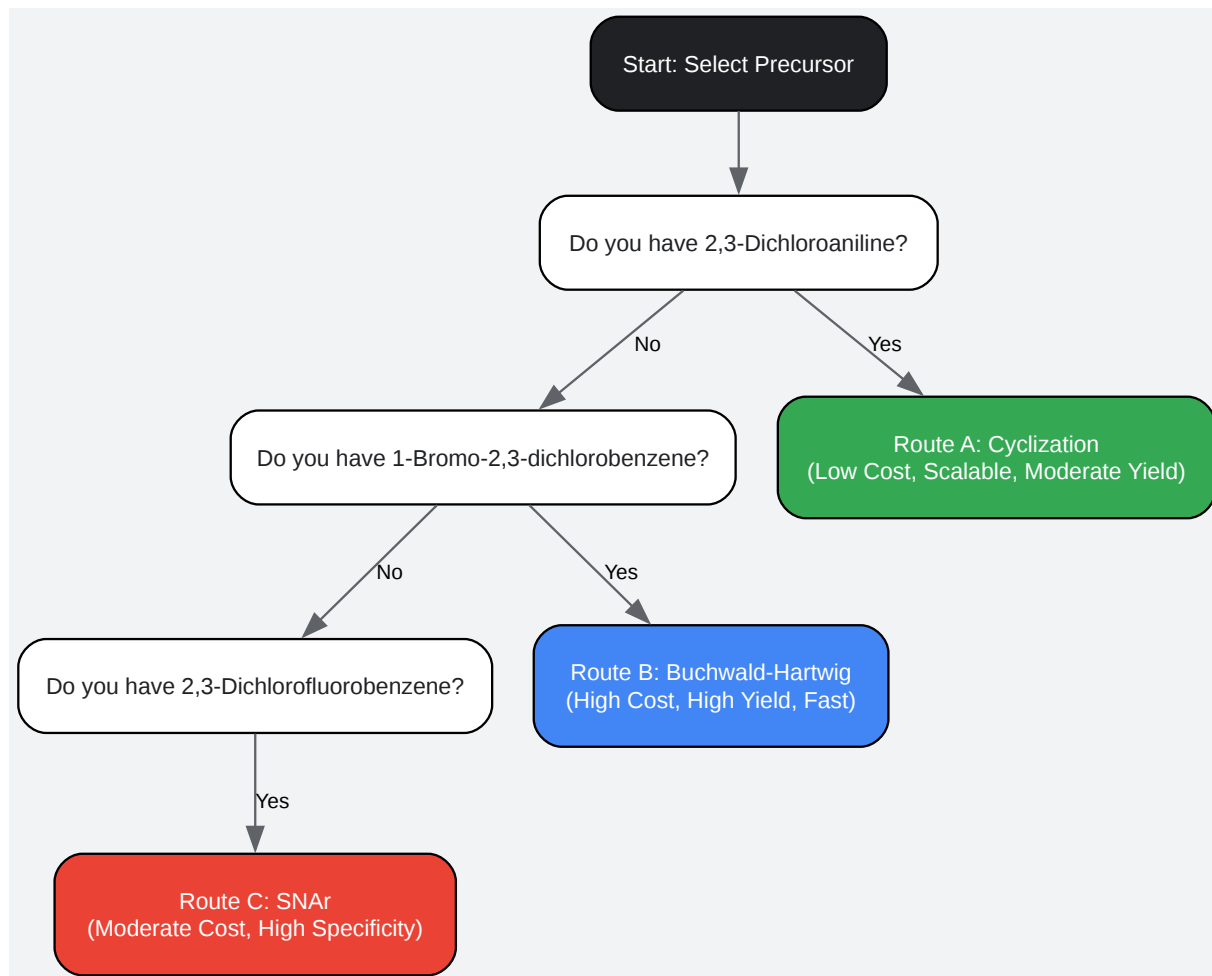 Start: Select Precursor
Do you have 2,3-Dichloroaniline?
No
Yes
Do you have 1-Bromo-2,3-dichlorobenzene?
Route A: Cyclization
(Low Cost, Scalable, Moderate Yield)
No
Yes
Do you have 2,3-Dichlorofluorobenzene?
Route B: Buchwald-Hartwig
(High Cost, High Yield, Fast)
Yes
Route C: SNAr
(Moderate Cost, High Specificity)